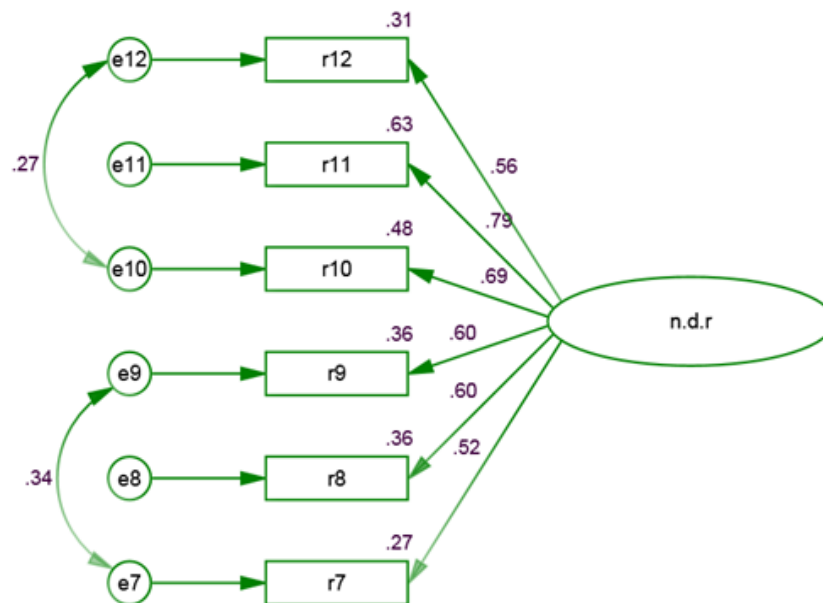 .31
e12 r12
.63
.27 e11 r11 .56
.79
.48
e10 r10 .69
n.d.r
.36 .60
e9 r9
.60
.36 .52
.34 e8 r8
.27
e7 r7